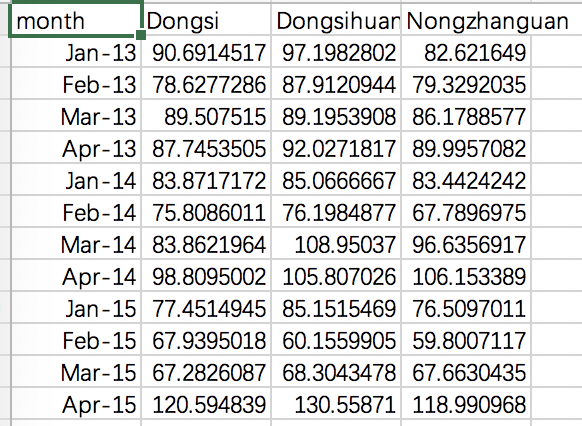 month Dongsi Dongsihuan Nongzhanguan
Jan-13 90.6914517 97.1982802 82.621649
Feb-13 78.6277286 87.9120944 79.3292035
Mar-13 89.507515 89.1953908 86.1788577
Apr-13 87.7453505 92.0271817 89.9957082
Jan-14 83.8717172 85.0666667 83.4424242
Feb-14 75.8086011 76.1984877 67.7896975
Mar-14 83.8621964 108.95037 96.6356917
Apr-14 98.8095002 105.807026 106.153389
Jan-15 77.4514945 85.1515469 76.5097011
Feb-15 67.9395018 60.1559905 59.8007117
Mar-15 67.2826087 68.3043478 67.6630435
Apr-15 120.594839 130.55871 118.990968